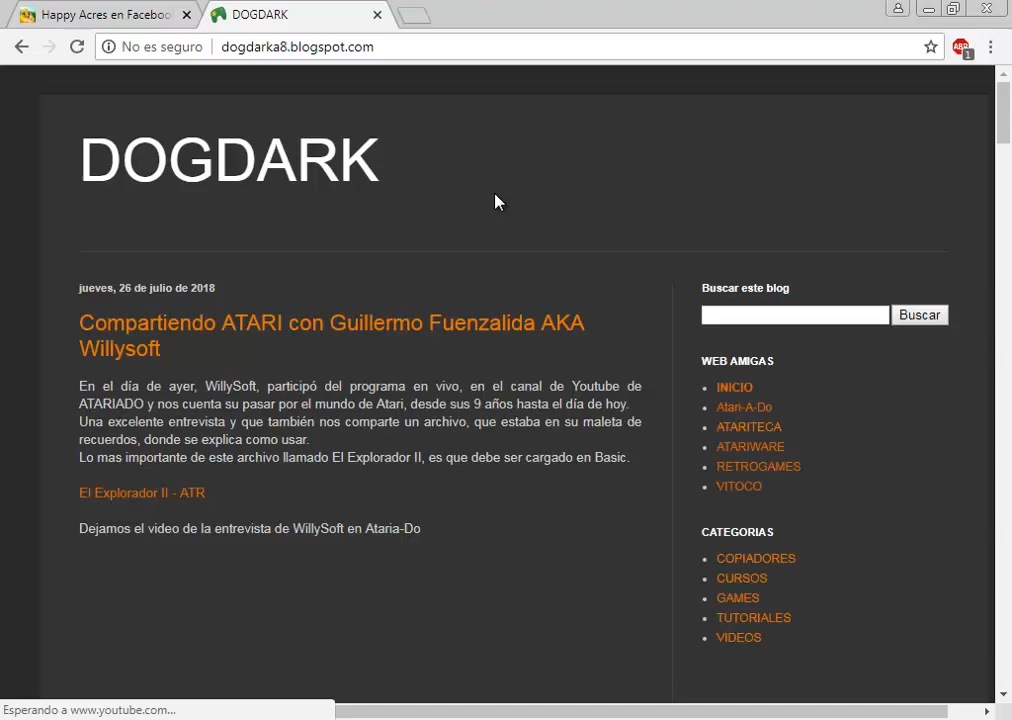 Happy Acres en Faceboo
DOGDARK
No es seguro
dogdarka8.blogspot.com
ABP
1
DOGDARK
jueves, 26 de julio de 2018
Compartiendo ATARI con Guillermo Fuenzalida AKA
Willysoft
En el día de ayer, WillySoft, participó del programa en vivo, en el canal de Youtube de
ATARIADO y nos cuenta su pasar por el mundo de Atari, desde sus 9 años hasta el día de hoy.
Una excelente entrevista y que también nos comparte un archivo, que estaba en su maleta de
recuerdos, donde se explica como usar.
Lo mas importante de este archivo llamado El Explorador II, es que debe ser cargado en Basic.
El Explorador II - ATR
Dejamos el video de la entrevista de WillySoft en Ataria-Do
Buscar este blog
Buscar
WEB AMIGAS
INICIO
Atari-A-Do
ATARITECA
ATARIWARE
RETROGAMES
VITOCO
CATEGORIAS
COPIADORES
CURSOS
GAMES
TUTORIALES
VIDEOS
Esperando a www.youtube.com...